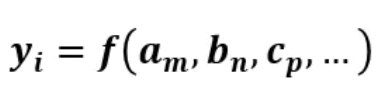 yᵢ = f(aₘ, bₙ, cₚ, ...)